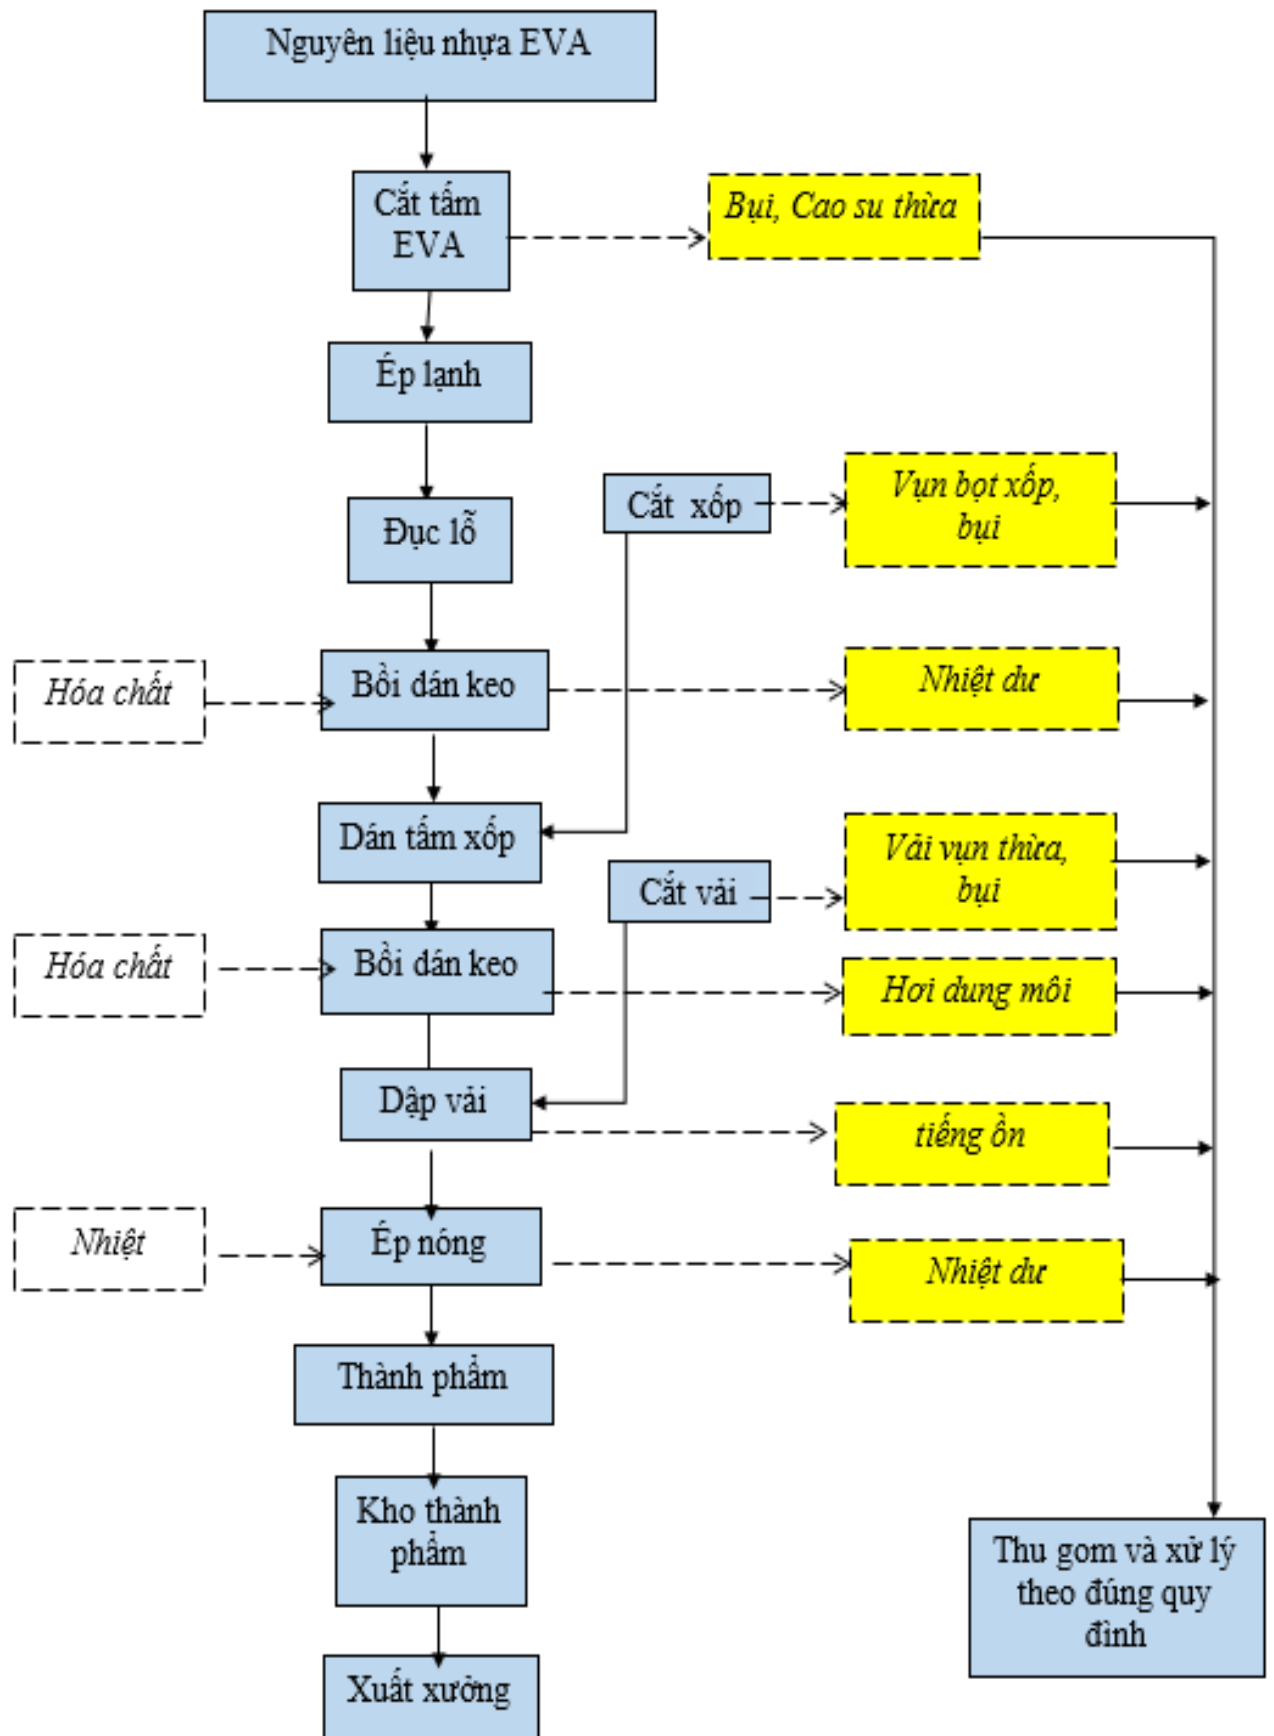 Nguyên liệu nhựa EVA
Cắt tấm
EVA
Bụi, Cao su thừa
Ép lạnh
Đục lỗ
Cắt xốp
Vụn bọt xốp,
bụi
Hóa chất
Bồi dán keo
Nhiệt dư
Dán tấm xốp
Cắt vải
Vải vụn thừa,
bụi
Hóa chất
Bồi dán keo
Hơi dung môi
Dập vải
tiếng ồn
Nhiệt
Ép nóng
Nhiệt dư
Thành phẩm
Kho thành
phẩm
Thu gom và xử lý
theo đúng quy
đình
Xuất xưởng